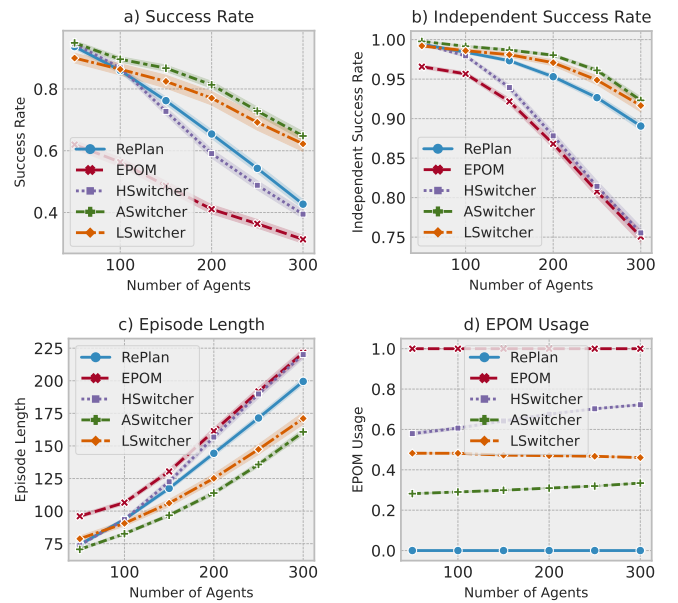 a) Success Rate
Success Rate
0.8
0.6
0.4
RePlan
EPOM
HSwitcher
ASwitcher
LSwitcher
100
200
300
Number of Agents
b) Independent Success Rate
Independent Success Rate
1.00
0.95
0.90
0.85
0.80
0.75
RePlan
EPOM
HSwitcher
ASwitcher
LSwitcher
100
200
300
Number of Agents
c) Episode Length
Episode Length
225
200
175
150
125
100
75
RePlan
EPOM
HSwitcher
ASwitcher
LSwitcher
100
200
300
Number of Agents
d) EPOM Usage
EPOM Usage
1.0
0.8
0.6
0.4
0.2
0.0
RePlan
EPOM
HSwitcher
ASwitcher
LSwitcher
100
200
300
Number of Agents